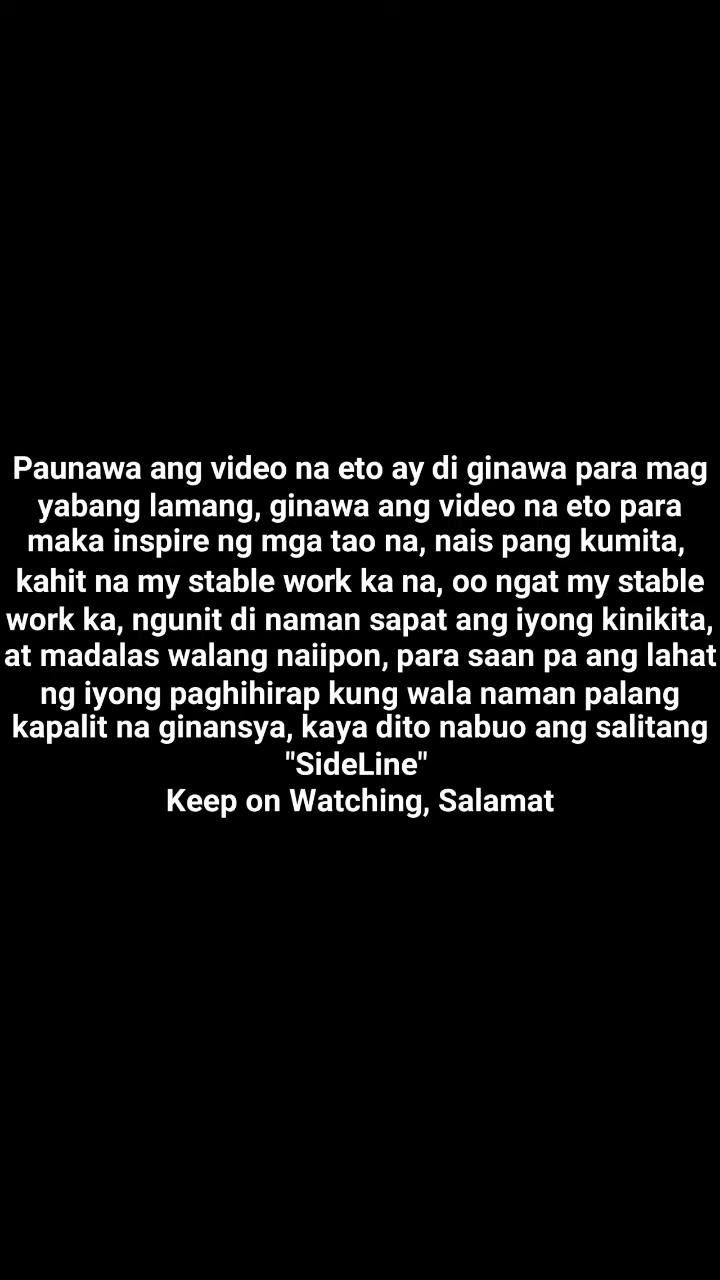 Paunawa ang video na eto ay di ginawa para mag
yabang lamang, ginawa ang video na eto para
maka inspire ng mga tao na, nais pang kumita,
kahit na my stable work ka na, oo ngat my stable
work ka, ngunit di naman sapat ang iyong kinikita,
at madalas walang naiipon, para saan pa ang lahat
ng iyong paghihirap kung wala naman palang
kapalit na ginansya, kaya dito nabuo ang salitang
"SideLine"
Keep on Watching, Salamat